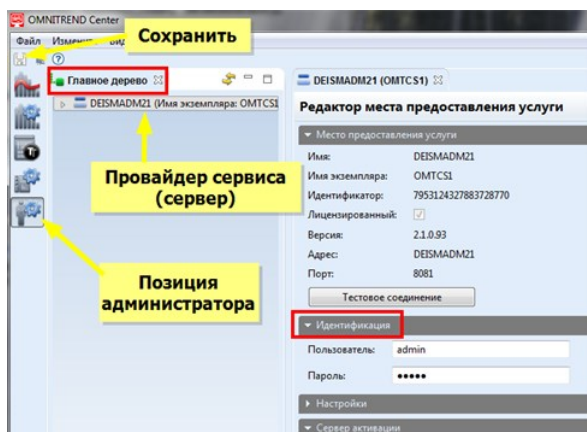 OMNITREND Center
Файл
Сохранить
Главное дерево
DEISMADM21 (Имя экземпляра: OMTCS1
Провайдер сервиса
(сервер)
Позиция
администратора
DEISMADM21 (OMTCS1)
Редактор места предоставления услуги
Место предоставления услуги
Имя: DEISMADM21
Имя экземпляра: OMTCS1
Идентификатор: 7953124327883728770
Лицензированный:
Версия: 2.1.0.93
Адрес: DEISMADM21
Порт: 8081
Тестовое соединение
Идентификация
Пользователь: admin
Пароль: •••••
Настройки
Сервер активации